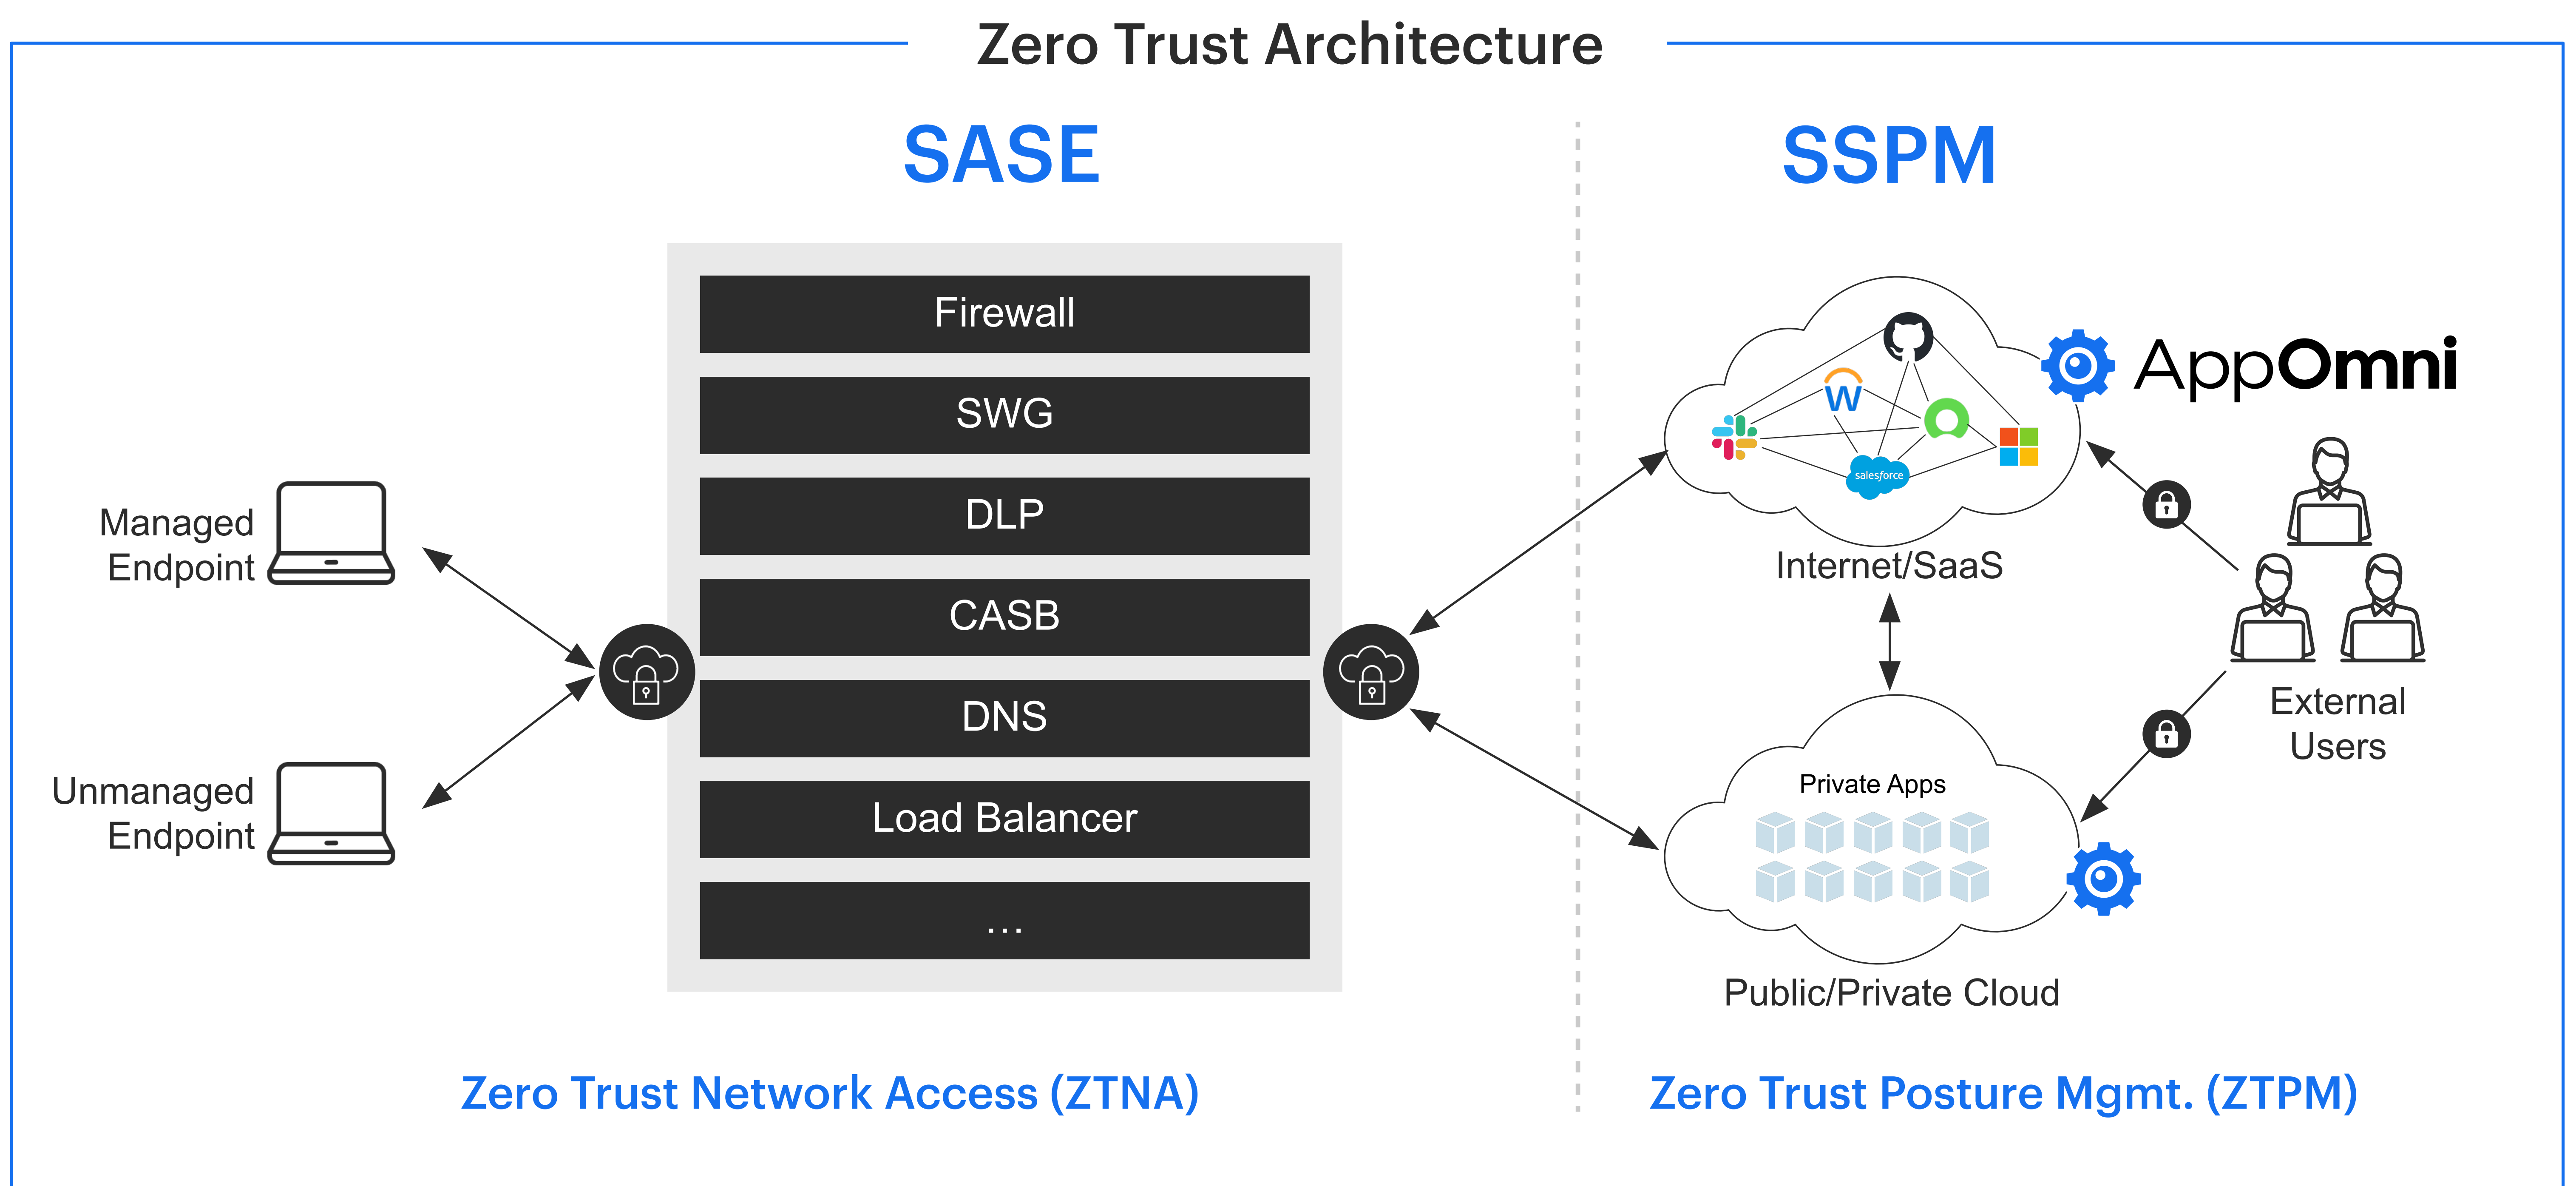 Zero Trust Architecture
SASE
SSPM
Firewall
SWG
DLP
CASB
DNS
Load Balancer
...
Managed
Endpoint
Unmanaged
Endpoint
W
salesforce
AppOmni
Internet/SaaS
External
Users
Private Apps
Public/Private Cloud
Zero Trust Network Access (ZTNA)
Zero Trust Posture Mgmt. (ZTPM)